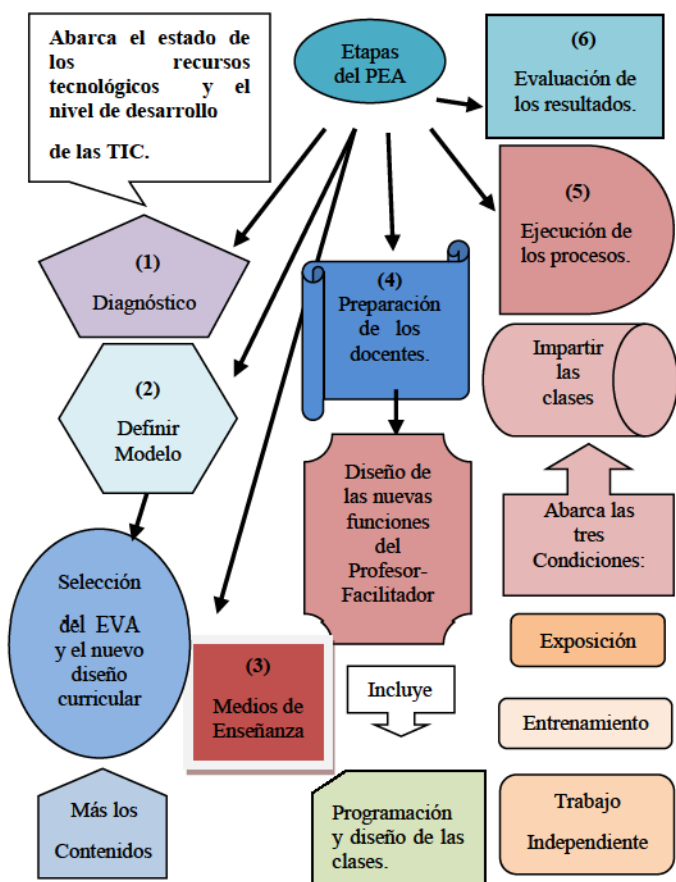 Abarca el estado de
los recursos
tecnológicos y el
nivel de desarrollo
de las TIC.
Etapas
del PEA
(6)
Evaluación de
los resultados.
(1)
Diagnóstico
(4)
Preparación
de los
docentes.
(5)
Ejecución de
los procesos.
(2)
Definir
Modelo
Impartir
las
clases
Diseño de
las nuevas
funciones
del
Profesor-
Facilitador
Abarca las
tres
Condiciones:
Selección
del EVA
y el nuevo
diseño
curricular
(3)
Medios de
Enseñanza
Exposición
Incluye
Entrenamiento
Más los
Contenidos
Programación
y diseño de las
clases.
Trabajo
Independiente